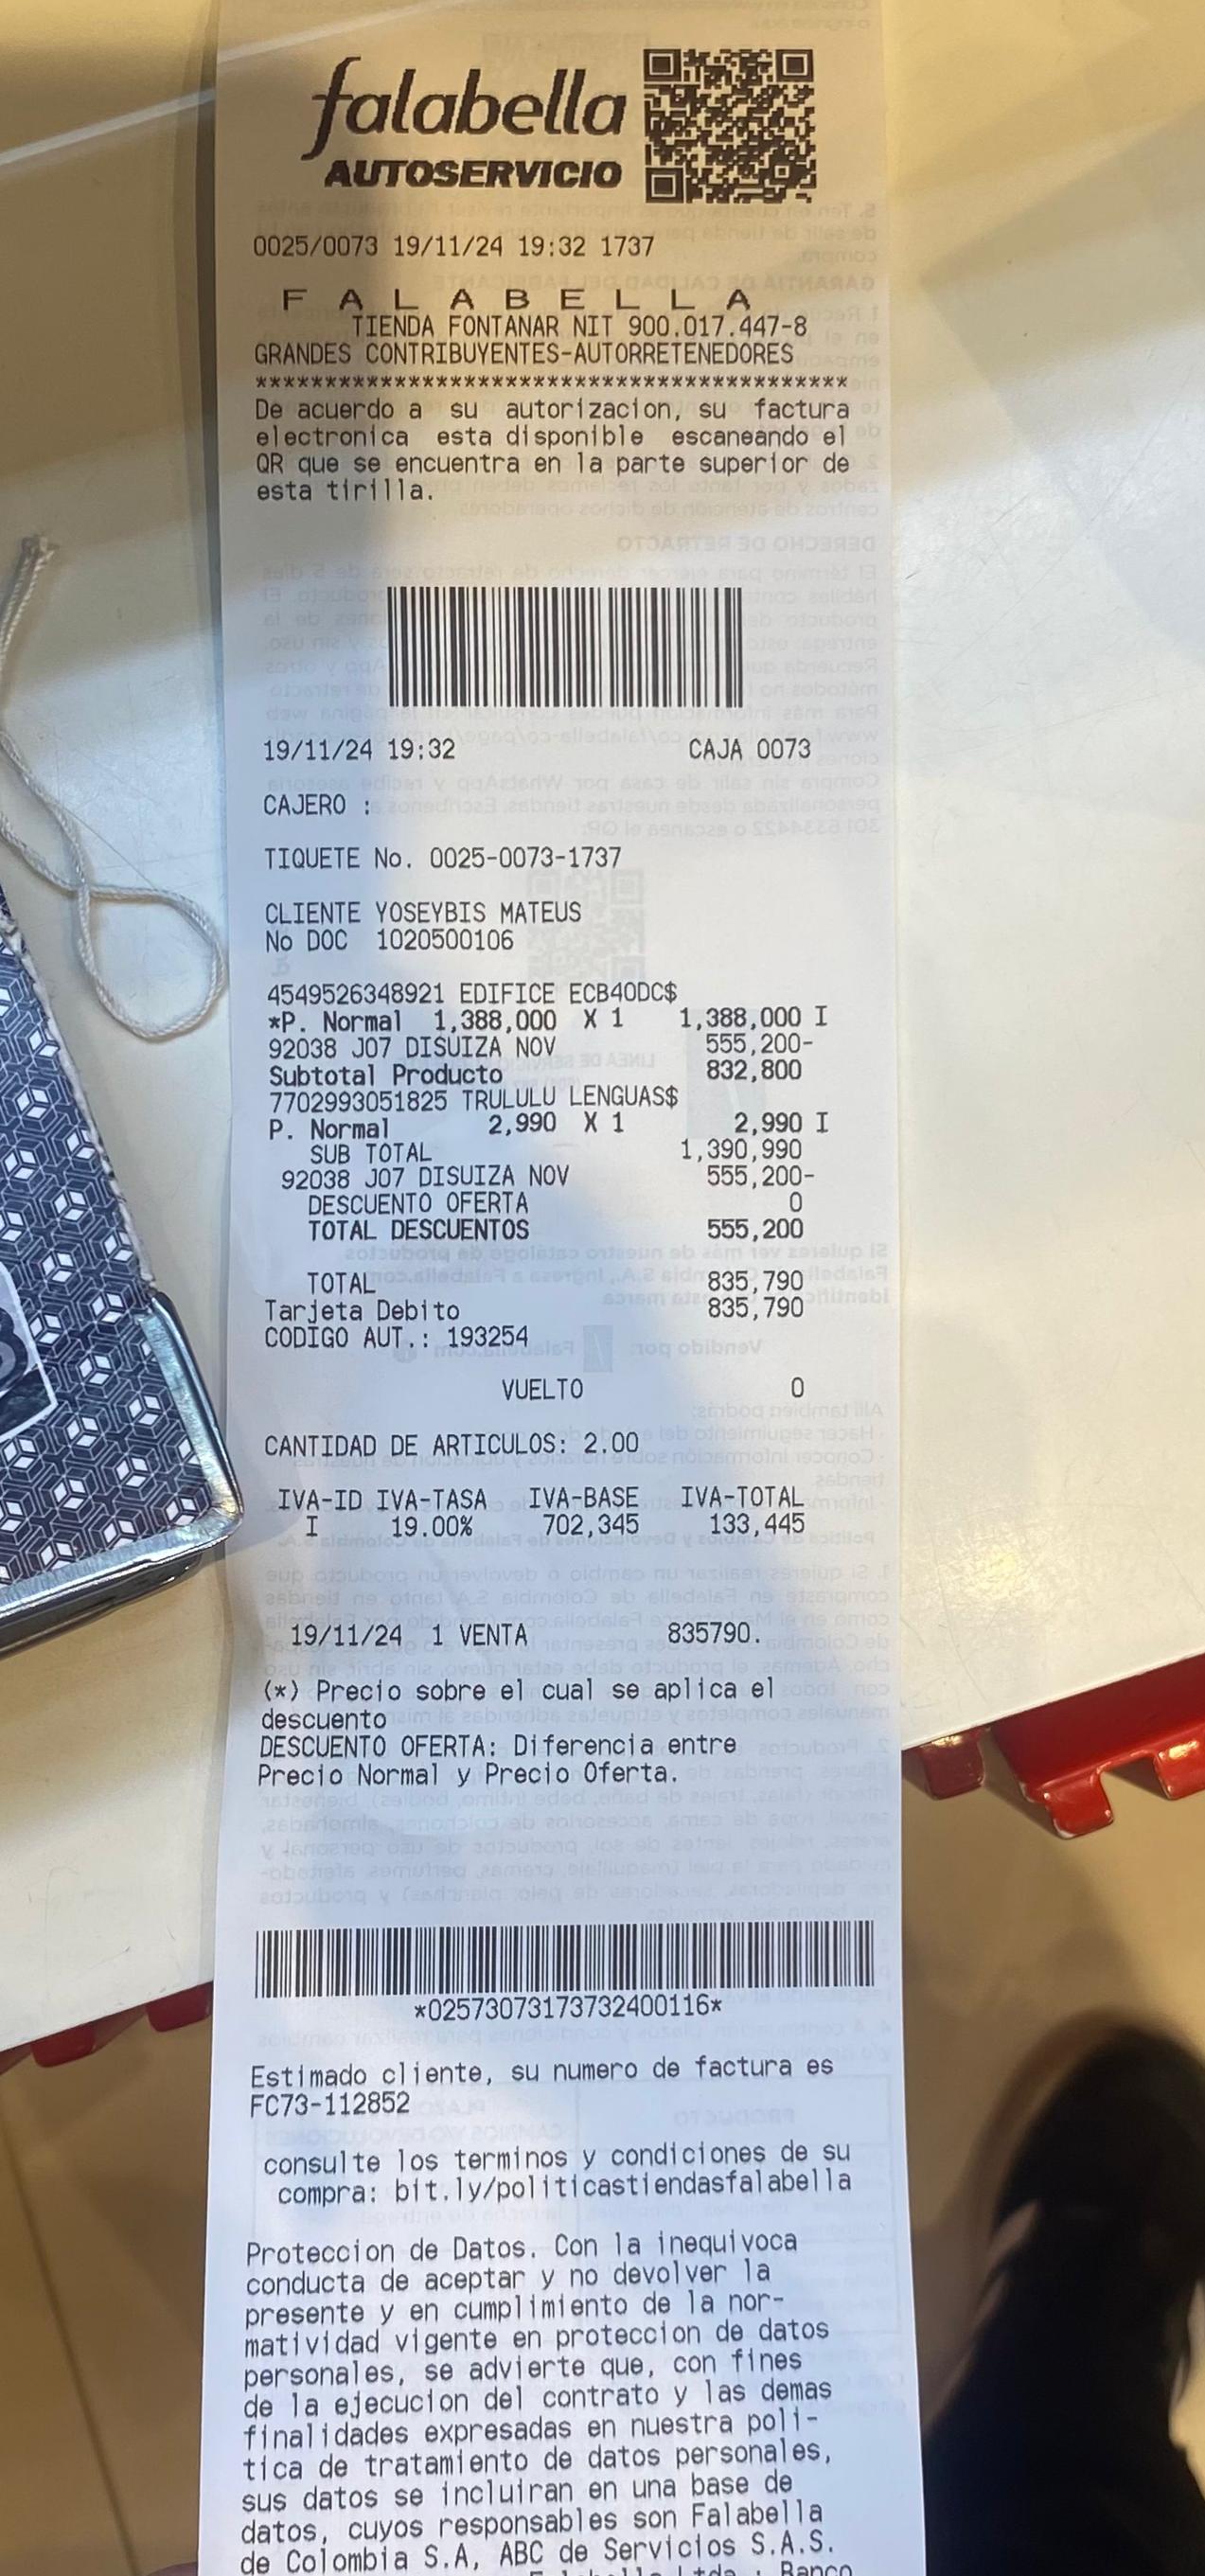 falabella
AUTOSERVICIO
0025/0073 19/11/24 19:32 1737
F A L A B E L L A
TIENDA FONTANAR NIT 900.017.447-8
GRANDES CONTRIBUYENTES-AUTORRETENEDORES
*******************************************
De acuerdo a su autorizacion, su factura
electronica esta disponible escaneando el
QR que se encuentra en la parte superior de
esta tirilla.
19/11/24 19:32 CAJA 0073
CAJERO :
TIQUETE No. 0025-0073-1737
CLIENTE YOSEYBIS MATEUS
No DOC 1020500106
4549526348921 EDIFICE ECB40DC$
*P. Normal 1,388,000 X 1 1,388,000 I
92038 J07 DISUIZA NOV 555,200-
Subtotal Producto 832,800
7702993051825 TRULULU LENGUAS$
P. Normal 2,990 X 1 2,990 I
SUB TOTAL 1,390,990
92038 J07 DISUIZA NOV 555,200-
DESCUENTO OFERTA 0
TOTAL DESCUENTOS 555,200
TOTAL 835,790
Tarjeta Debito 835,790
CODIGO AUT.: 193254
VUELTO 0
CANTIDAD DE ARTICULOS: 2.00
IVA-ID IVA-TASA IVA-BASE IVA-TOTAL
I 19.00% 702,345 133,445
19/11/24 1 VENTA 835790.
(*) Precio sobre el cual se aplica el
descuento
DESCUENTO OFERTA: Diferencia entre
Precio Normal y Precio Oferta.
*02573073173732400116*
Estimado cliente, su numero de factura es
FC73-112852
consulte los terminos y condiciones de su
compra: bit.ly/politicastiendasfalabella
Proteccion de Datos. Con la inequivoca
conducta de aceptar y no devolver la
presente y en cumplimiento de la nor-
matividad vigente en proteccion de datos
personales, se advierte que, con fines
de la ejecucion del contrato y las demas
finalidades expresadas en nuestra poli-
tica de tratamiento de datos personales,
sus datos se incluiran en una base de
datos, cuyos responsables son Falabella
de Colombia S.A, ABC de Servicios S.A.S.